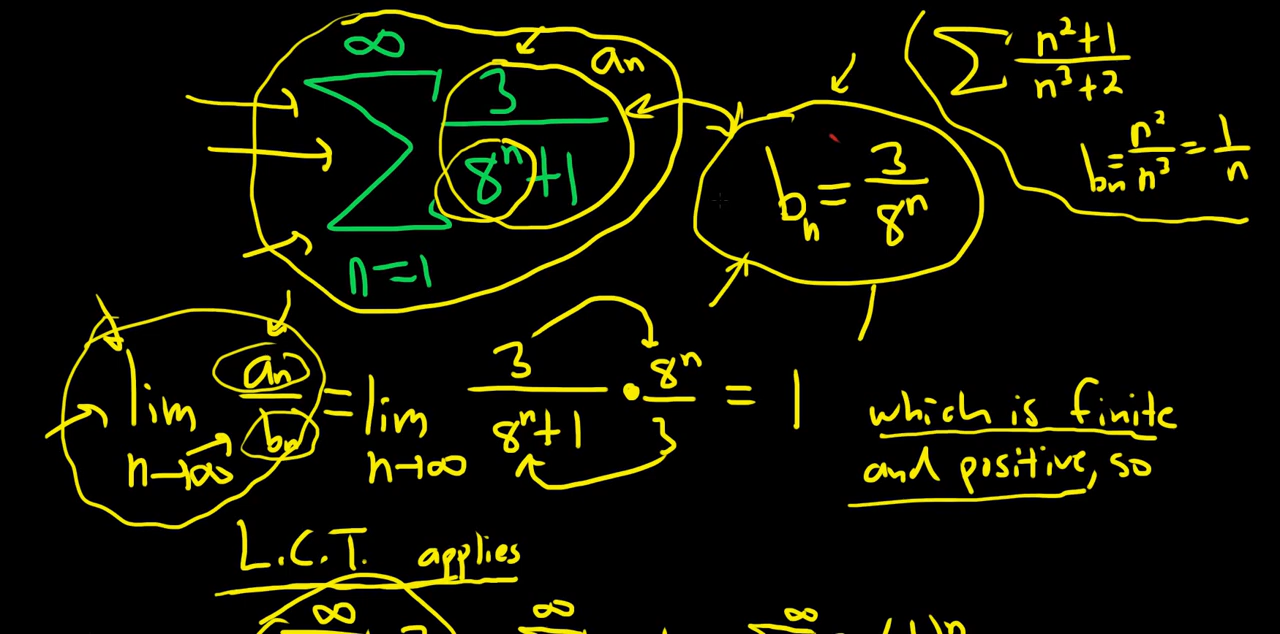 ∞
∑ 3/(8ⁿ+1) aₙ
n=1
bₙ = 3/8ⁿ
∑ (n²+1)/(n³+2)
bₙ = n²/n³ = 1/n
lim n→∞ aₙ/bₙ = lim n→∞ 3/(8ⁿ+1) • 8ⁿ/3 = 1
which is finite
and positive, so
L.C.T. applies
∞ ∞ ∞